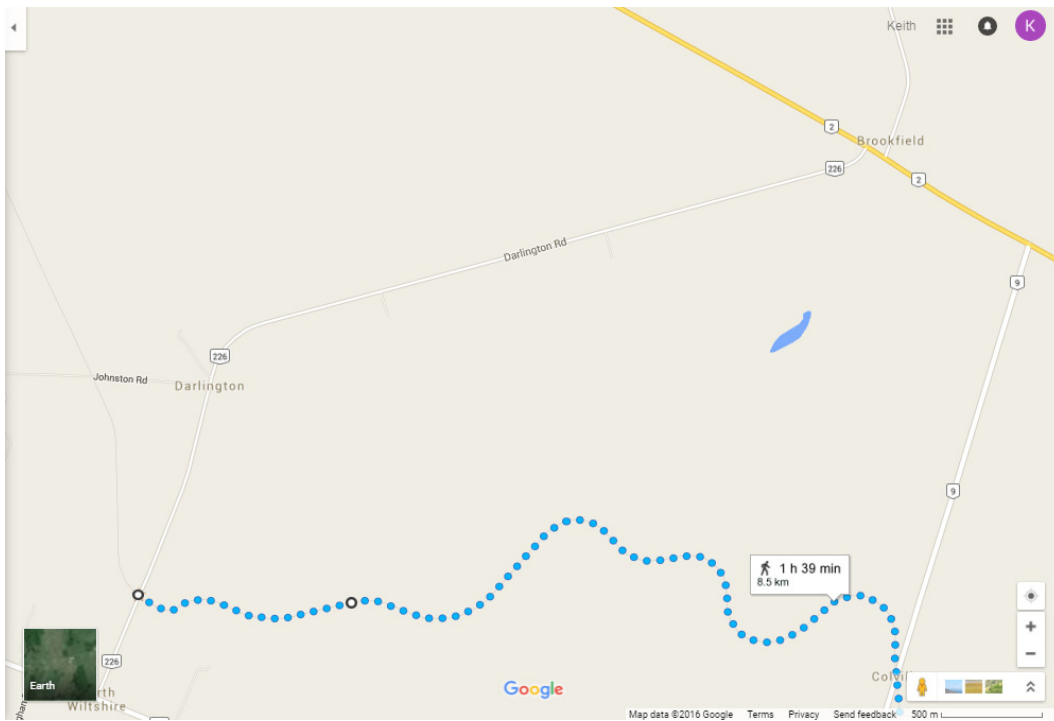 Keith
K
2
Brookfield
226
2
Darlington Rd
9
226
Johnston Rd
Darlington
9
1 h 39 min
8.5 km
226
Earth
Wiltshire
Google
Map data ©2016 Google Terms Privacy Send feedback 500 m